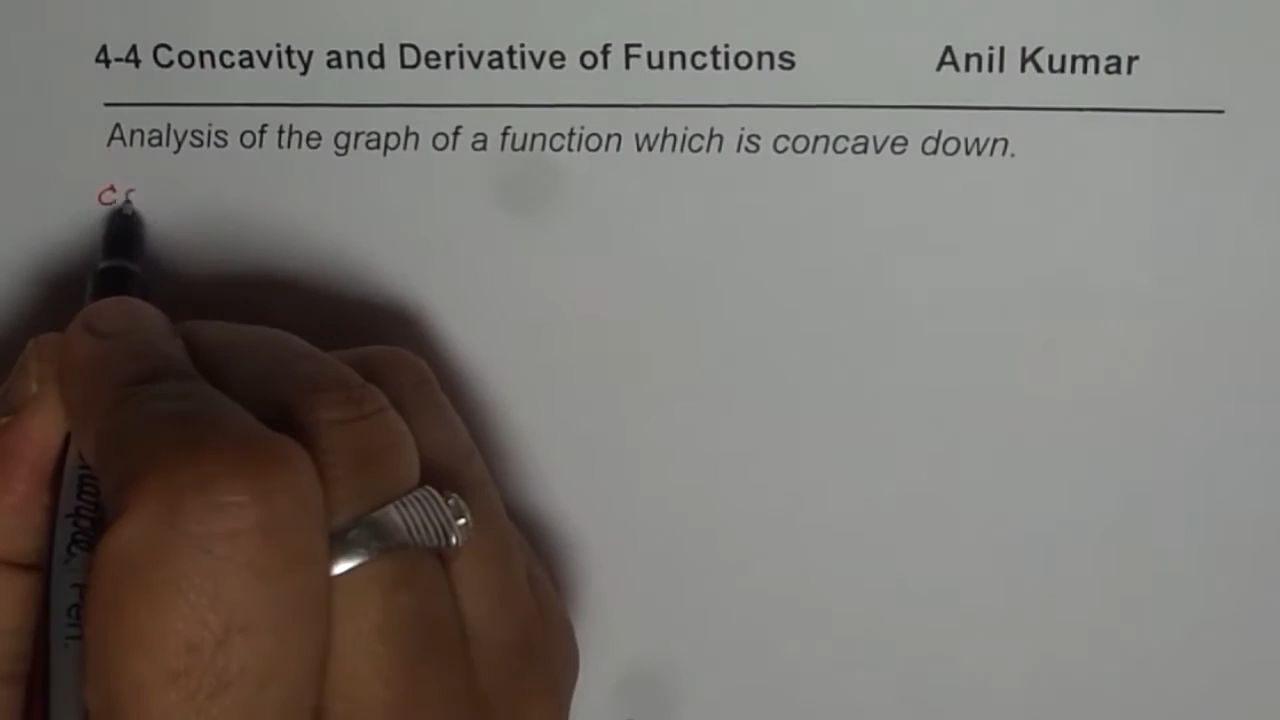 4-4 Concavity and Derivative of Functions Anil Kumar
Analysis of the graph of a function which is concave down.